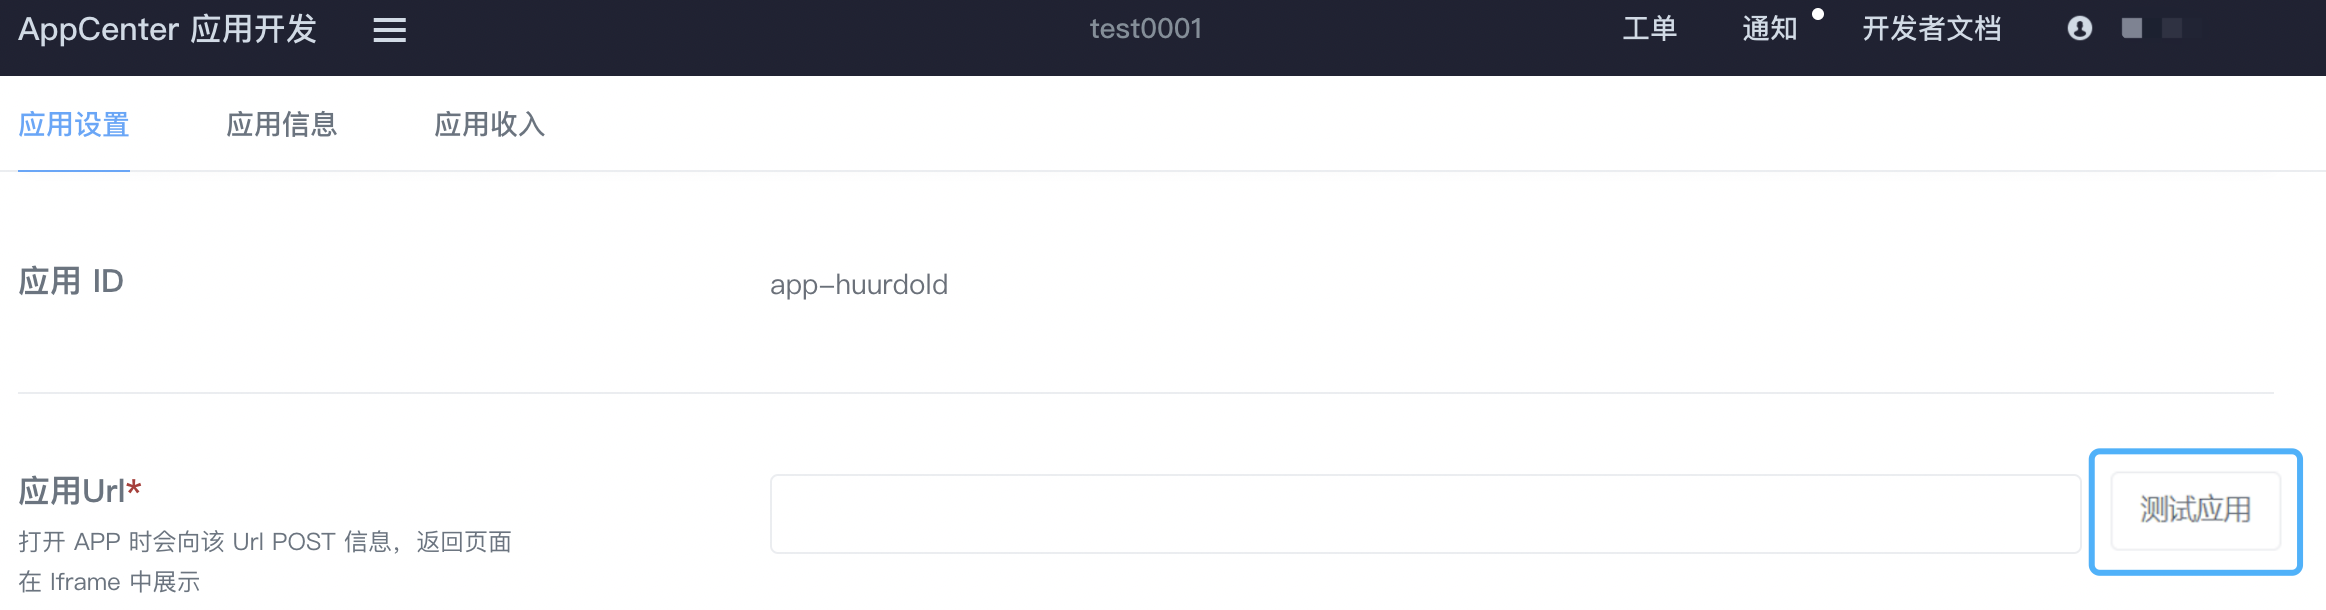 AppCenter 应用开发 test0001 工单 通知 开发者文档
应用设置 应用信息 应用收入
应用 ID app-huurdold
应用Url* 测试应用
打开 APP 时会向该 Url POST 信息，返回页面
在 Iframe 中展示